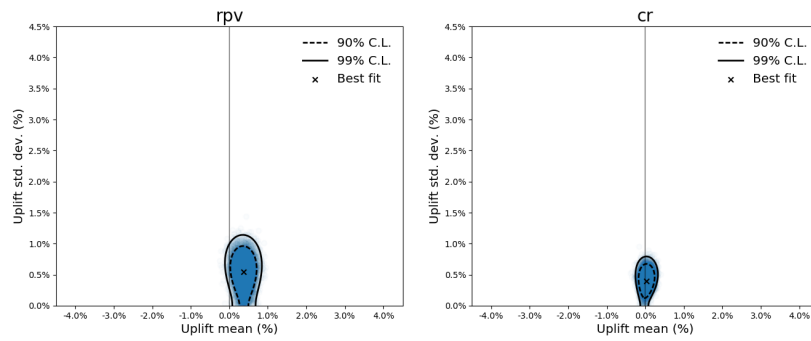 rpv
4.5%
4.0%
3.5%
3.0%
2.5%
2.0%
1.5%
1.0%
0.5%
0.0%
Uplift std. dev. (%)
90% C.L.
99% C.L.
Best fit
-4.0% -3.0% -2.0% -1.0% 0.0% 1.0% 2.0% 3.0% 4.0%
Uplift mean (%)
cr
4.5%
4.0%
3.5%
3.0%
2.5%
2.0%
1.5%
1.0%
0.5%
0.0%
Uplift std. dev. (%)
90% C.L.
99% C.L.
Best fit
-4.0% -3.0% -2.0% -1.0% 0.0% 1.0% 2.0% 3.0% 4.0%
Uplift mean (%)